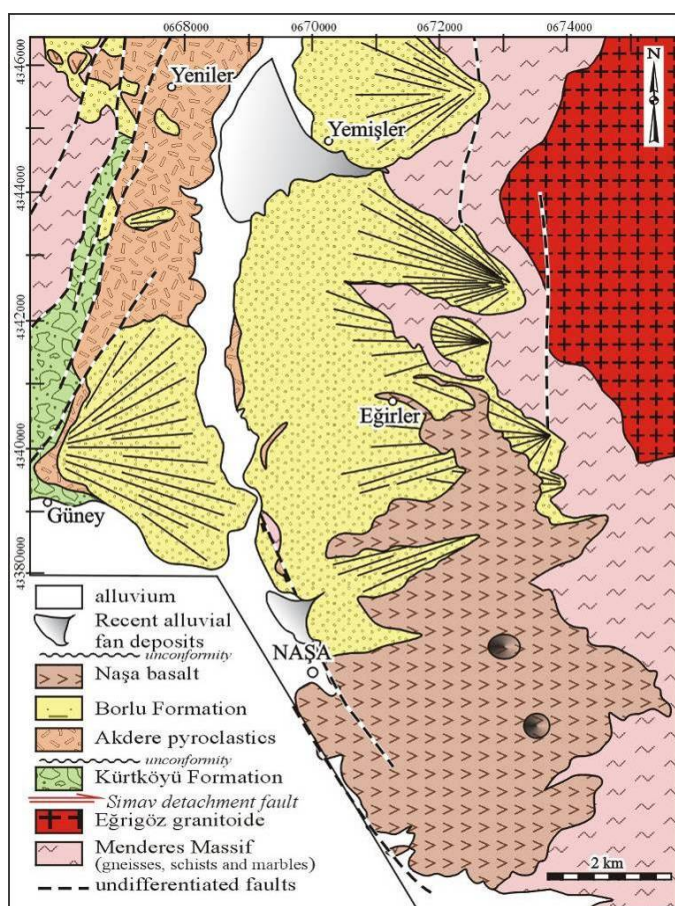 0668000 0670000 0672000 0674000
4346000
N
Yeniler
Yemişler
4344000
4342000
Eğirler
4340000
Güney
4338000
alluvium
Recent alluvial
fan deposits
unconformity
NAŞA
Naşa basalt
Borlu Formation
Akdere pyroclastics
unconformity
Kürtköyü Formation
Simav detachment fault
Eğrigöz granitoide
Menderes Massif
(gneisses, schists and marbles)
2 km
undifferentiated faults